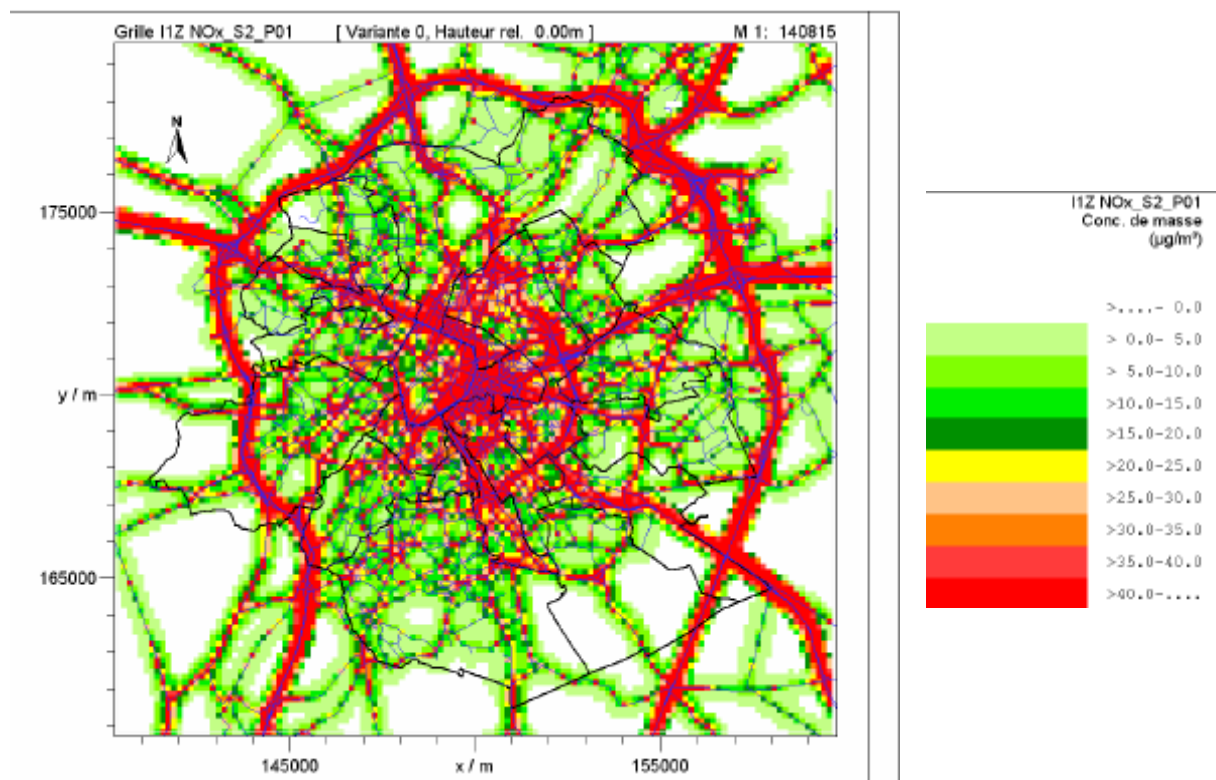 Grille I1Z NOx_S2_P01 [ Variante 0, Hauteur rel. 0.00m ] M 1: 140815
N
175000
y / m
165000
145000 x / m 155000
I1Z NOx_S2_P01
Conc. de masse
(µg/m³)
>....- 0.0
> 0.0- 5.0
> 5.0-10.0
>10.0-15.0
>15.0-20.0
>20.0-25.0
>25.0-30.0
>30.0-35.0
>35.0-40.0
>40.0-....